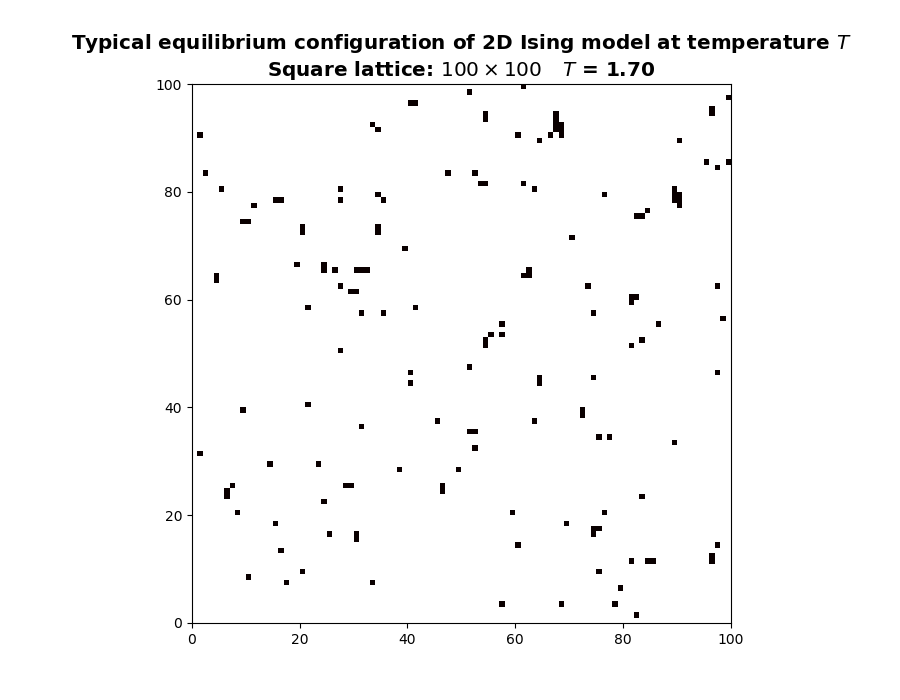 Typical equilibrium configuration of 2D Ising model at temperature T
Square lattice: 100 × 100 T = 1.70
100
80
60
40
20
0
0 20 40 60 80 100